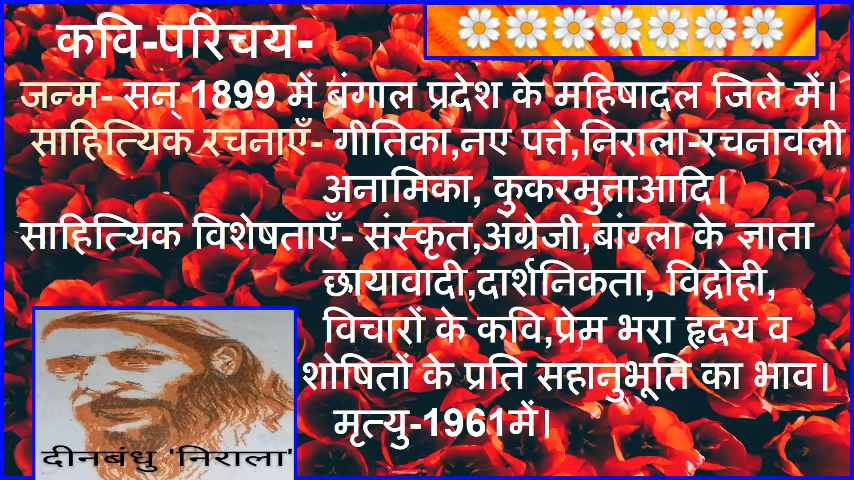 कवि-परिचय-
जन्म- सन् 1899 में बंगाल प्रदेश के महिषादल जिले में।
साहित्यिक रचनाएँ- गीतिका,नए पत्ते,निराला-रचनावली
अनामिका, कुकरमुत्ताआदि।
साहित्यिक विशेषताएँ- संस्कृत,अंग्रेजी,बांग्ला के ज्ञाता
छायावादी,दार्शनिकता, विद्रोही,
विचारों के कवि,प्रेम भरा हृदय व
शोषितों के प्रति सहानुभूति का भाव।
मृत्यु-1961में।
दीनबंधु 'निराला'